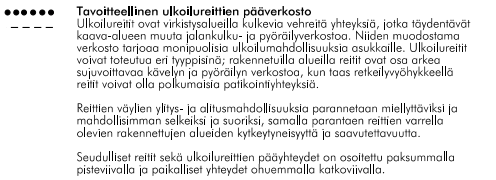 Tavoitteellinen ulkoilureittien pääverkosto
Ulkoilureitit ovat virkistysalueilla kulkevia vehreitä yhteyksiä, jotka täydentävät
kaava-alueen muuta jalankulku- ja pyöräilyverkostoa. Niiden muodostama
verkosto tarjoaa monipuolisia ulkoilumahdollisuuksia asukkaille. Ulkoilureitit
voivat toteutua eri tyyppisinä; rakennetuilla alueilla reitit ovat osa arkea
sujuvoittavaa kävelyn ja pyöräilyn verkostoa, kun taas retkeilyvyöhykkeellä
reitit voivat olla polkumaisia patikointiyhteyksiä.
Reittien väylien ylitys- ja alitusmahdollisuuksia parannetaan miellyttäviksi ja
mahdollisimman selkeiksi ja suoriksi, samalla parantaen reittien varrella
olevien rakennettujen alueiden kytkeytyneisyyttä ja saavutettavuutta.
Seudulliset reitit sekä ulkoilureittien pääyhteydet on osoitettu paksummalla
pisteviivalla ja paikalliset yhteydet ohuemmalla katkoviivalla.